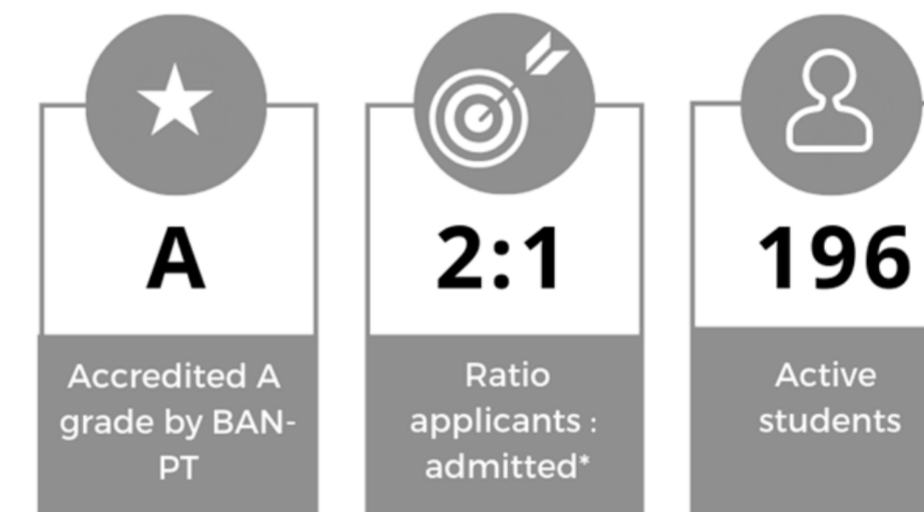 A
Accredited A
grade by BAN-
PT
2:1
Ratio
applicants :
admitted*
196
Active
students